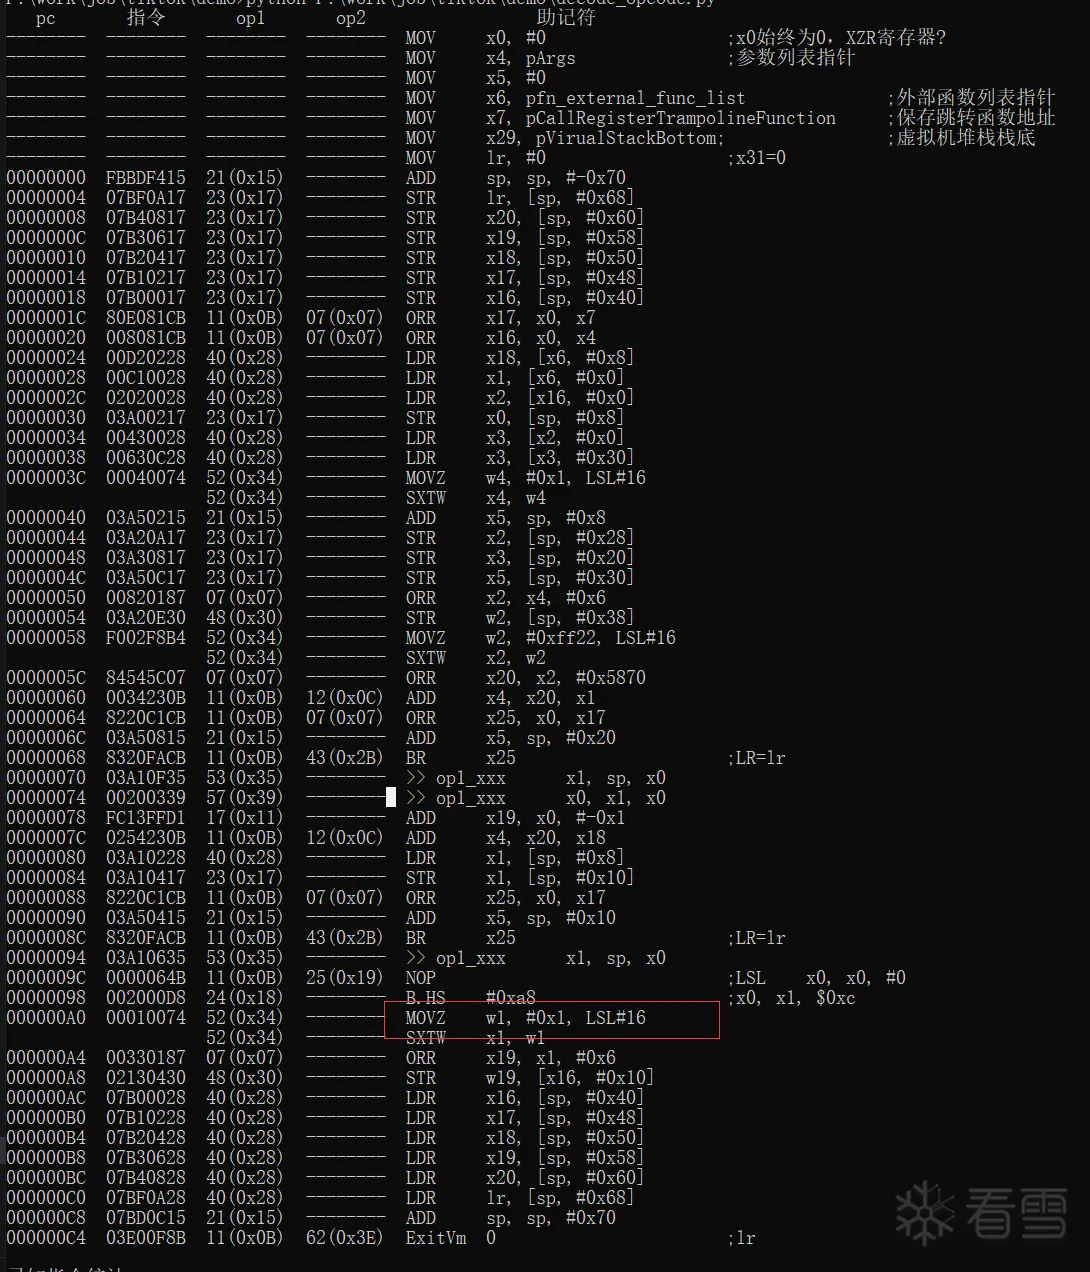 pc 指令 op1 op2 助记符
-------- -------- -------- -------- MOV x0, #0 ;x0始终为0，XZR寄存器?
-------- -------- -------- -------- MOV x4, pArgs ;参数列表指针
-------- -------- -------- -------- MOV x5, #0
-------- -------- -------- -------- MOV x6, pfn_external_func_list ;外部函数列表指针
-------- -------- -------- -------- MOV x7, pCallRegisterTrampolineFunction ;保存跳转函数地址
-------- -------- -------- -------- MOV x29, pVirualStackBottom; ;虚拟机堆栈栈底
-------- -------- -------- -------- MOV lr, #0 ;x31=0
00000000 FBBDF415 21(0x15) -------- ADD sp, sp, #-0x70
00000004 07BF0A17 23(0x17) -------- STR lr, [sp, #0x68]
00000008 07B40817 23(0x17) -------- STR x20, [sp, #0x60]
0000000C 07B30617 23(0x17) -------- STR x19, [sp, #0x58]
00000010 07B20417 23(0x17) -------- STR x18, [sp, #0x50]
00000014 07B10217 23(0x17) -------- STR x17, [sp, #0x48]
00000018 07B00017 23(0x17) -------- STR x16, [sp, #0x40]
0000001C 80E081CB 11(0x0B) 07(0x07) ORR x17, x0, x7
00000020 008081CB 11(0x0B) 07(0x07) ORR x16, x0, x4
00000024 00D20228 40(0x28) -------- LDR x18, [x6, #0x8]
00000028 00C10028 40(0x28) -------- LDR x1, [x6, #0x0]
0000002C 02020028 40(0x28) -------- LDR x2, [x16, #0x0]
00000030 03A00217 23(0x17) -------- STR x0, [sp, #0x8]
00000034 00430028 40(0x28) -------- LDR x3, [x2, #0x0]
00000038 00630C28 40(0x28) -------- LDR x3, [x3, #0x30]
0000003C 00040074 52(0x34) -------- MOVZ w4, #0x1, LSL#16
52(0x34) -------- SXTW x4, w4
00000040 03A50215 21(0x15) -------- ADD x5, sp, #0x8
00000044 03A20A17 23(0x17) -------- STR x2, [sp, #0x28]
00000048 03A30817 23(0x17) -------- STR x3, [sp, #0x20]
0000004C 03A50C17 23(0x17) -------- STR x5, [sp, #0x30]
00000050 00820187 07(0x07) -------- ORR x2, x4, #0x6
00000054 03A20E30 48(0x30) -------- STR w2, [sp, #0x38]
00000058 F002F8B4 52(0x34) -------- MOVZ w2, #0xff22, LSL#16
52(0x34) -------- SXTW x2, w2
0000005C 84545C07 07(0x07) -------- ORR x20, x2, #0x5870
00000060 0034230B 11(0x0B) 12(0x0C) ADD x4, x20, x1
00000064 8220C1CB 11(0x0B) 07(0x07) ORR x25, x0, x17
0000006C 03A50815 21(0x15) -------- ADD x5, sp, #0x20
00000068 8320FACB 11(0x0B) 43(0x2B) BR x25 ;LR=lr
00000070 03A10F35 53(0x35) -------- >> op1_xxx x1, sp, x0
00000074 00200339 57(0x39) -------- >> op1_xxx x0, x1, x0
00000078 FC13FFD1 17(0x11) -------- ADD x19, x0, #-0x1
0000007C 0254230B 11(0x0B) 12(0x0C) ADD x4, x20, x18
00000080 03A10228 40(0x28) -------- LDR x1, [sp, #0x8]
00000084 03A10417 23(0x17) -------- STR x1, [sp, #0x10]
00000088 8220C1CB 11(0x0B) 07(0x07) ORR x25, x0, x17
00000090 03A50415 21(0x15) -------- ADD x5, sp, #0x10
0000008C 8320FACB 11(0x0B) 43(0x2B) BR x25 ;LR=lr
00000094 03A10635 53(0x35) -------- >> op1_xxx x1, sp, x0
0000009C 0000064B 11(0x0B) 25(0x19) NOP ;LSL x0, x0, #0
00000098 002000D8 24(0x18) -------- B.HS #0xa8 ;x0, x1, $0xc
000000A0 00010074 52(0x34) -------- MOVZ w1, #0x1, LSL#16
52(0x34) -------- SXTW x1, w1
000000A4 00330187 07(0x07) -------- ORR x19, x1, #0x6
000000A8 02130430 48(0x30) -------- STR w19, [x16, #0x10]
000000AC 07B00028 40(0x28) -------- LDR x16, [sp, #0x40]
000000B0 07B10228 40(0x28) -------- LDR x17, [sp, #0x48]
000000B4 07B20428 40(0x28) -------- LDR x18, [sp, #0x50]
000000B8 07B30628 40(0x28) -------- LDR x19, [sp, #0x58]
000000BC 07B40828 40(0x28) -------- LDR x20, [sp, #0x60]
000000C0 07BF0A28 40(0x28) -------- LDR lr, [sp, #0x68]
000000C8 07BD0C15 21(0x15) -------- ADD sp, sp, #0x70
000000C4 03E00F8B 11(0x0B) 62(0x3E) ExitVm 0 ;lr
看雪